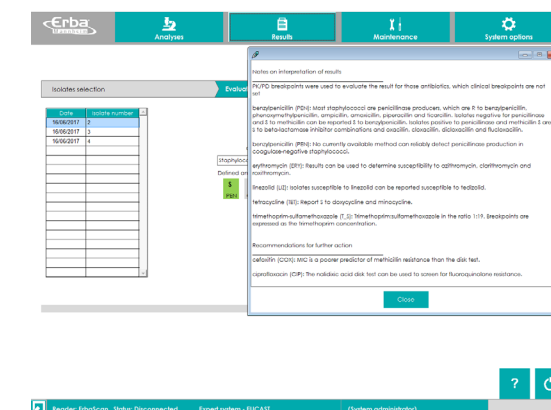 Erba
Mannheim
Analyses
Results
Maintenance
System options
Isolates selection
Evaluat
Date Isolate number
16/06/2017 2
16/06/2017 3
16/06/2017 4
Staphyloco
Defined an
S
PEN
Notes on interpretation of results
PK/PD breakpoints were used to evaluate the result for those antibiotics, which clinical breakpoints are not
set
benzylpenicillin (PEN): Most staphylococci are penicillinase producers, which are R to benzylpenicillin,
phenoxymethylpenicillin, ampicillin, amoxicillin, piperacillin and ticarcillin. Isolates negative for penicillinase
and S to methicillin can be reported S to benzylpenicillin. Isolates positive to penicillinase and methicillin S are
S to beta-lactamase inhibitor combinations and oxacillin, cloxacillin, dicloxacillin and flucloxacillin.
benzylpenicillin (PEN): No currently available method can reliably detect penicillinase production in
coagulase-negative staphylococci.
erythromycin (ERY): Results can be used to determine susceptibility to azithromycin, clarithromycin and
roxithromycin.
linezolid (LIZ): Isolates susceptible to linezolid can be reported susceptible to tedizolid.
tetracycline (TET): Report S to doxycycline and minocycline.
trimethoprim-sulfamethoxazole (T_S): Trimethoprim:sulfamethoxazole in the ratio 1:19. Breakpoints are
expressed as the trimethoprim concentration.
Recommendations for further action
cefoxitin (COX): MIC is a poorer predictor of methicillin resistance than the disk test.
ciprofloxacin (CIP): The nalidixic acid disk test can be used to screen for fluoroquinolone resistance.
Close
?
Reader: ErbaScan Status: Disconnected Expert system - EUCAST (System administrator)